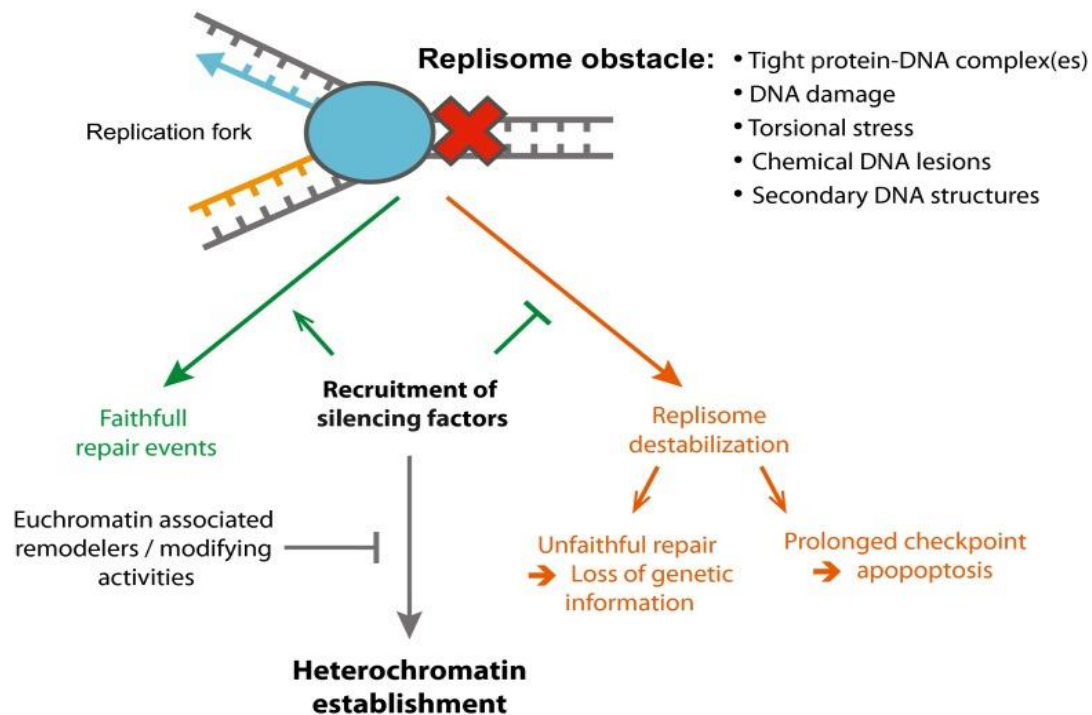 Replisome obstacle:
• Tight protein-DNA complex(es)
• DNA damage
• Torsional stress
• Chemical DNA lesions
• Secondary DNA structures
Replication fork
Faithfull
repair events
Recruitment of
silencing factors
Replisome
destabilization
Euchromatin associated
remodelers / modifying
activities
Unfaithful repair
➔ Loss of genetic
information
Prolonged checkpoint
➔ apopoptosis
Heterochromatin
establishment